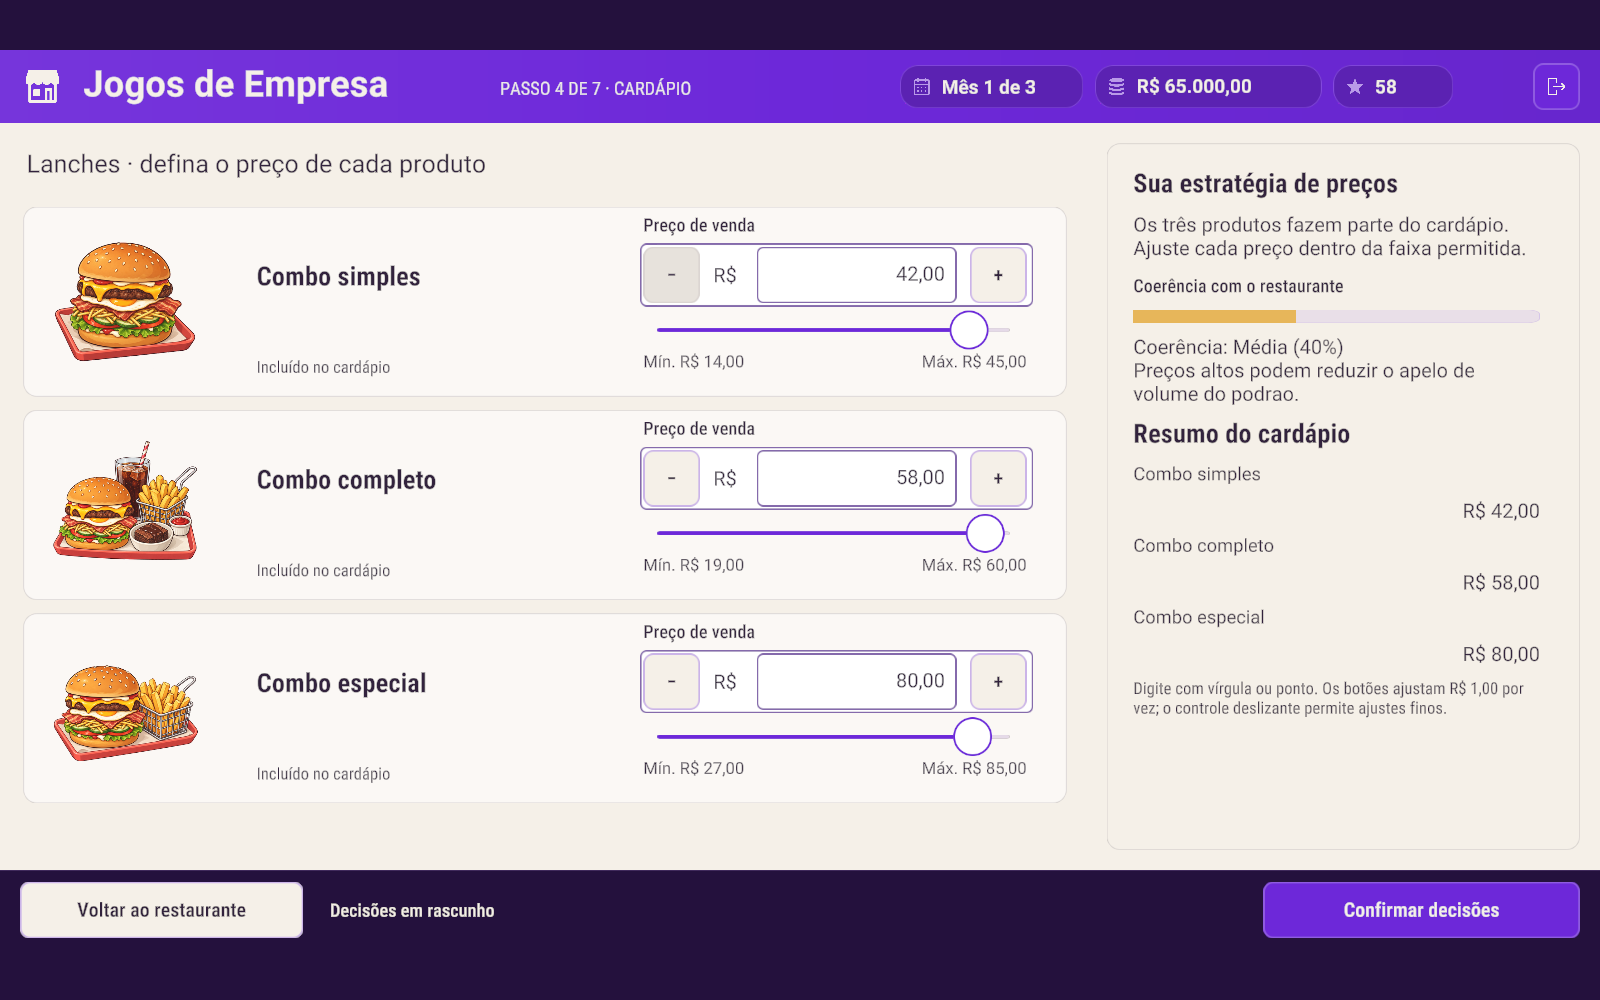 Jogos de Empresa
PASSO 4 DE 7 · CARDÁPIO
Mês 1 de 3
R$ 65.000,00
58
Lanches · defina o preço de cada produto
Combo simples
Incluído no cardápio
Preço de venda
- R$ 42,00 +
Mín. R$ 14,00
Máx. R$ 45,00
Combo completo
Incluído no cardápio
Preço de venda
- R$ 58,00 +
Mín. R$ 19,00
Máx. R$ 60,00
Combo especial
Incluído no cardápio
Preço de venda
- R$ 80,00 +
Mín. R$ 27,00
Máx. R$ 85,00
Sua estratégia de preços
Os três produtos fazem parte do cardápio.
Ajuste cada preço dentro da faixa permitida.
Coerência com o restaurante
Coerência: Média (40%)
Preços altos podem reduzir o apelo de
volume do podrao.
Resumo do cardápio
Combo simples
R$ 42,00
Combo completo
R$ 58,00
Combo especial
R$ 80,00
Digite com vírgula ou ponto. Os botões ajustam R$ 1,00 por
vez; o controle deslizante permite ajustes finos.
Voltar ao restaurante
Decisões em rascunho
Confirmar decisões